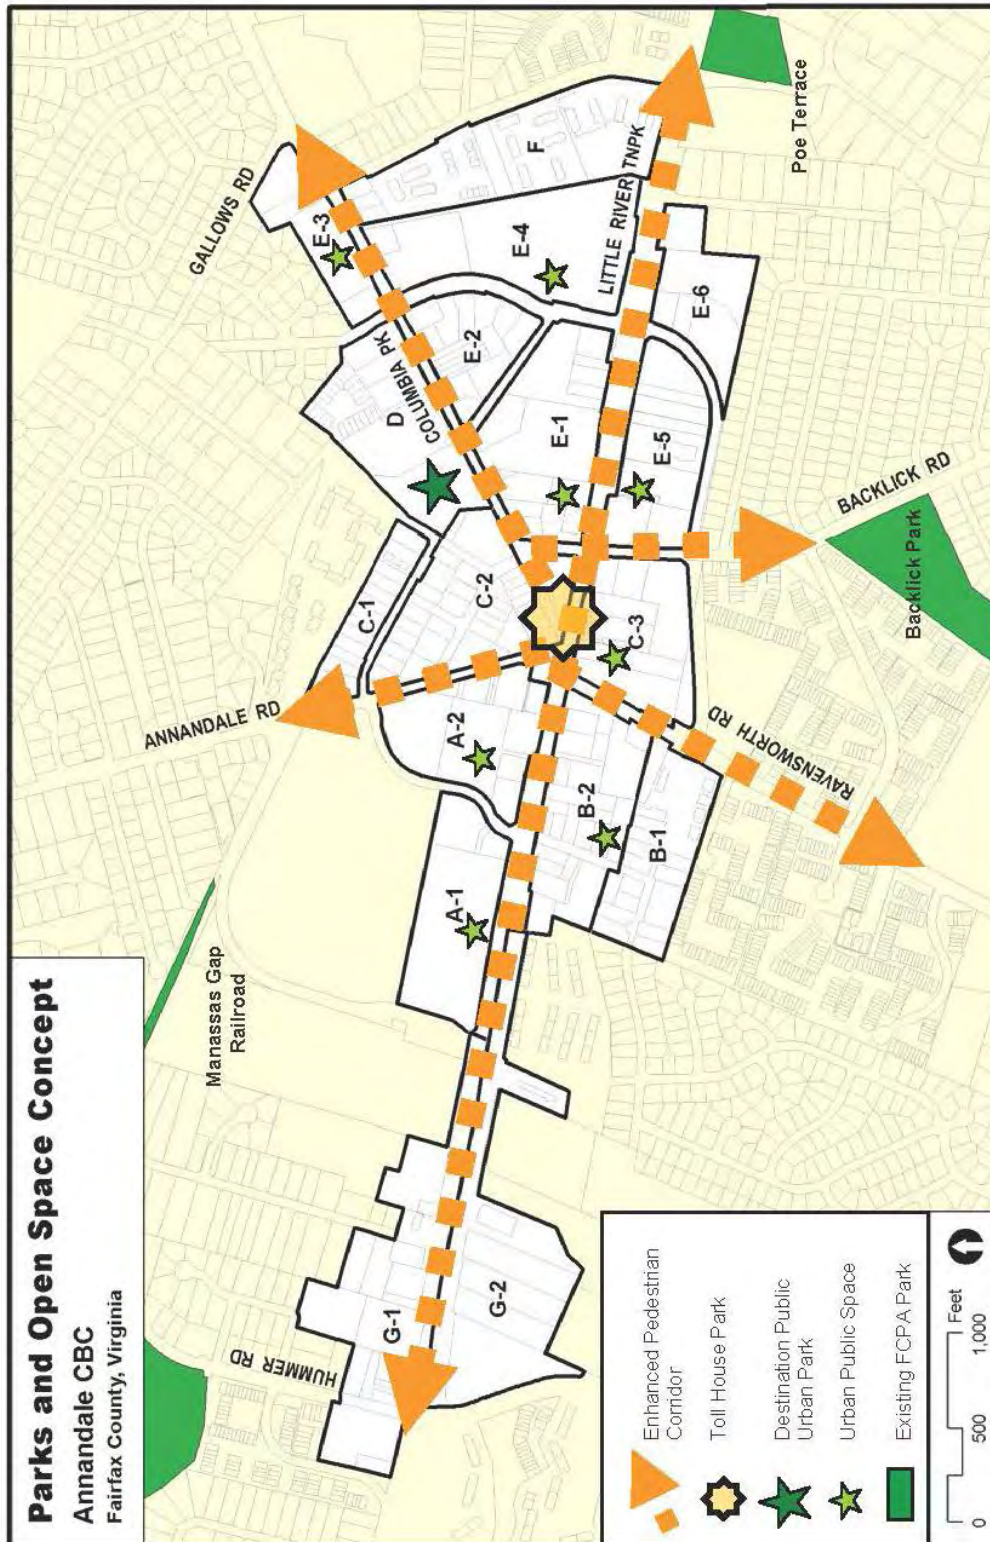 Parks and Open Space Concept
Annandale CBC
Fairfax County, Virginia
GALLOWS RD
ANNANDALE RD
COLUMBIA PK
HUMMER RD
Manassas Gap
Railroad
E-3
F
E-4
E-2
D
C-1
C-2
E-1
A-2
A-1
LITTLE RIVER TNPK
Poe Terrace
E-6
E-5
C-3
B-2
B-1
G-1
G-2
BACKLICK RD
Backlick Park
RAVENSWORTH RD
Enhanced Pedestrian
Corridor
Toll House Park
Destination Public
Urban Park
Urban Public Space
Existing FCPA Park
Feet
0 500 1,000